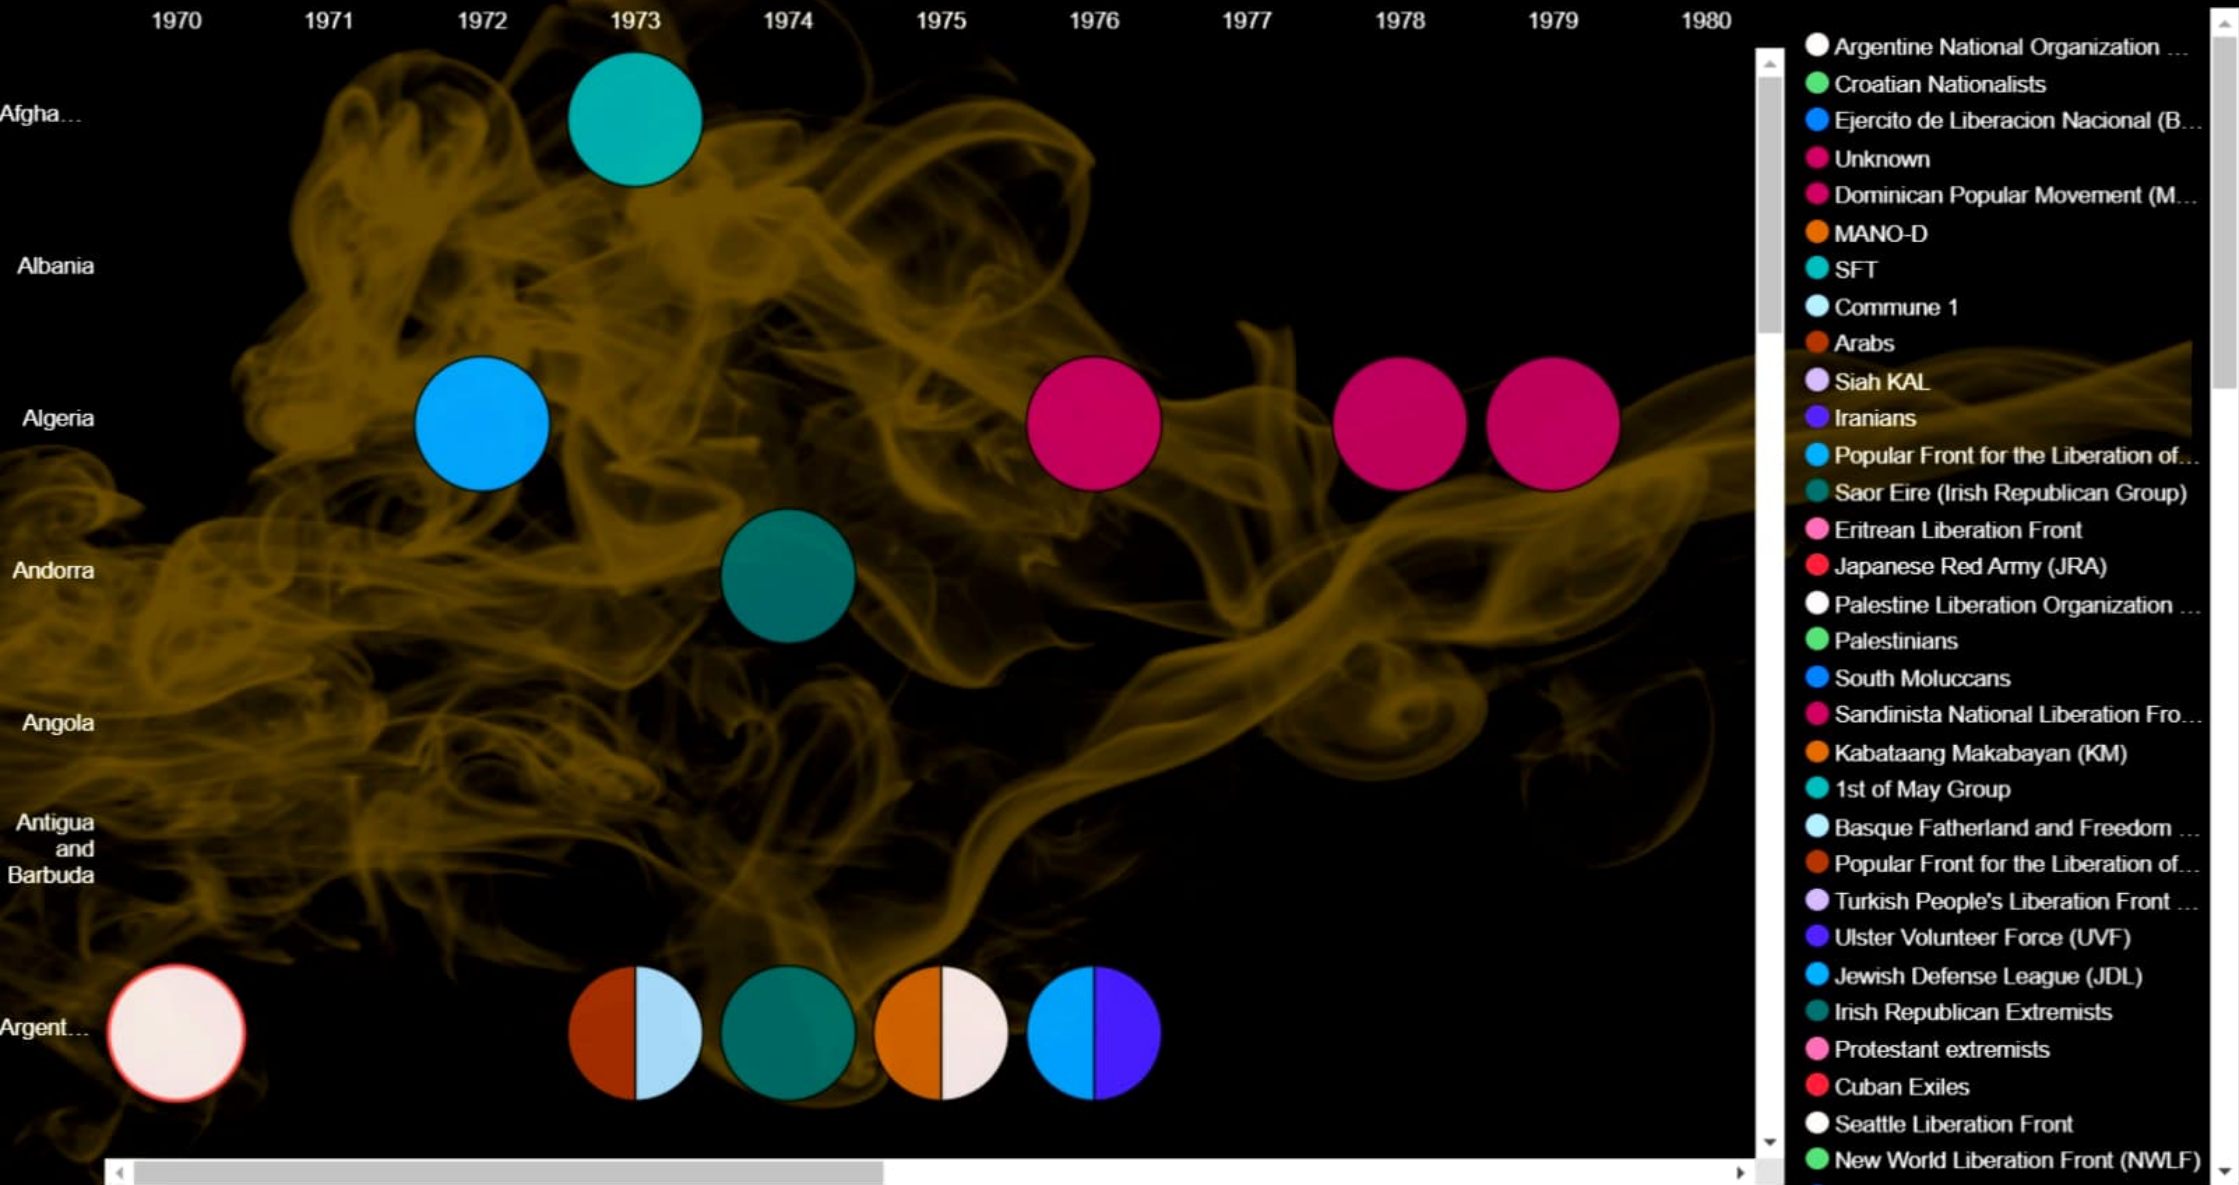 1970 1971 1972 1973 1974 1975 1976 1977 1978 1979 1980
Afgha...
Albania
Algeria
Andorra
Angola
Antigua
and
Barbuda
Argent...
Argentine National Organization ...
Croatian Nationalists
Ejercito de Liberacion Nacional (B...
Unknown
Dominican Popular Movement (M...
MANO-D
SFT
Commune 1
Arabs
Siah KAL
Iranians
Popular Front for the Liberation of...
Saor Eire (Irish Republican Group)
Eritrean Liberation Front
Japanese Red Army (JRA)
Palestine Liberation Organization ...
Palestinians
South Moluccans
Sandinista National Liberation Fro...
Kabataang Makabayan (KM)
1st of May Group
Basque Fatherland and Freedom ...
Popular Front for the Liberation of...
Turkish People's Liberation Front ...
Ulster Volunteer Force (UVF)
Jewish Defense League (JDL)
Irish Republican Extremists
Protestant extremists
Cuban Exiles
Seattle Liberation Front
New World Liberation Front (NWLF)